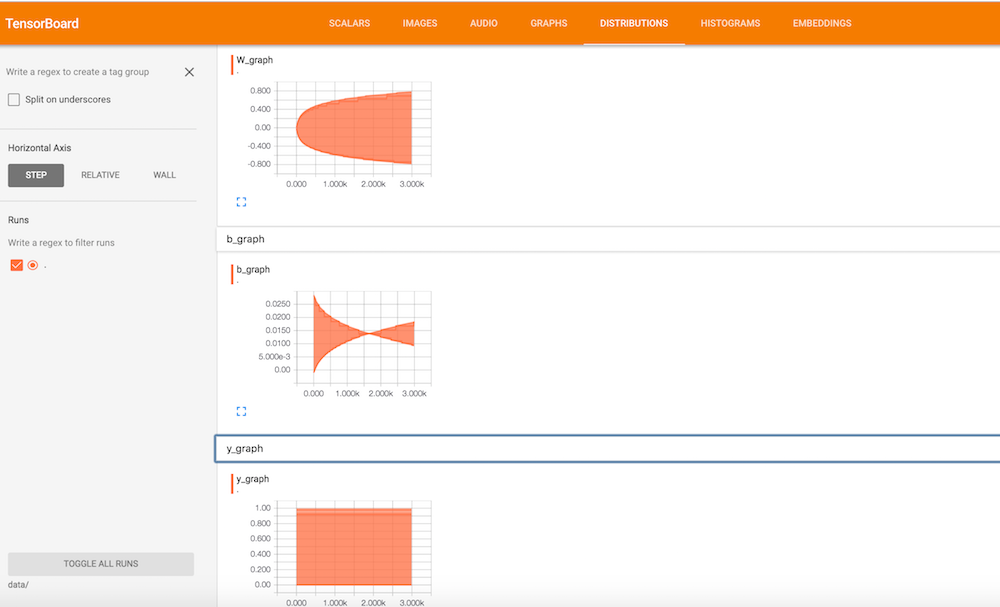 TensorBoard
SCALARS IMAGES AUDIO GRAPHS DISTRIBUTIONS HISTOGRAMS EMBEDDINGS
Write a regex to create a tag group
Split on underscores
Horizontal Axis
STEP RELATIVE WALL
Runs
Write a regex to filter runs
.
TOGGLE ALL RUNS
data/
W_graph
.
0.800
0.400
0.00
-0.400
-0.800
0.000 1.000k 2.000k 3.000k
b_graph
b_graph
.
0.0250
0.0200
0.0150
0.0100
5.000e-3
0.00
0.000 1.000k 2.000k 3.000k
y_graph
y_graph
.
1.00
0.800
0.600
0.400
0.200
0.00
0.000 1.000k 2.000k 3.000k